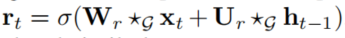 r_t = σ(W_r ⋆_𝒢 x_t + U_r ⋆_𝒢 h_{t−1})